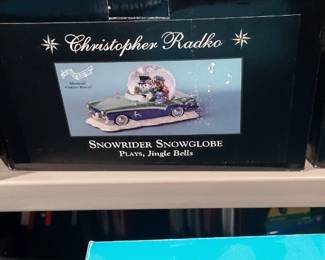 Christopher Radko
SNOWRIDER SNOWGLOBE
PLAYS, Jingle Bells